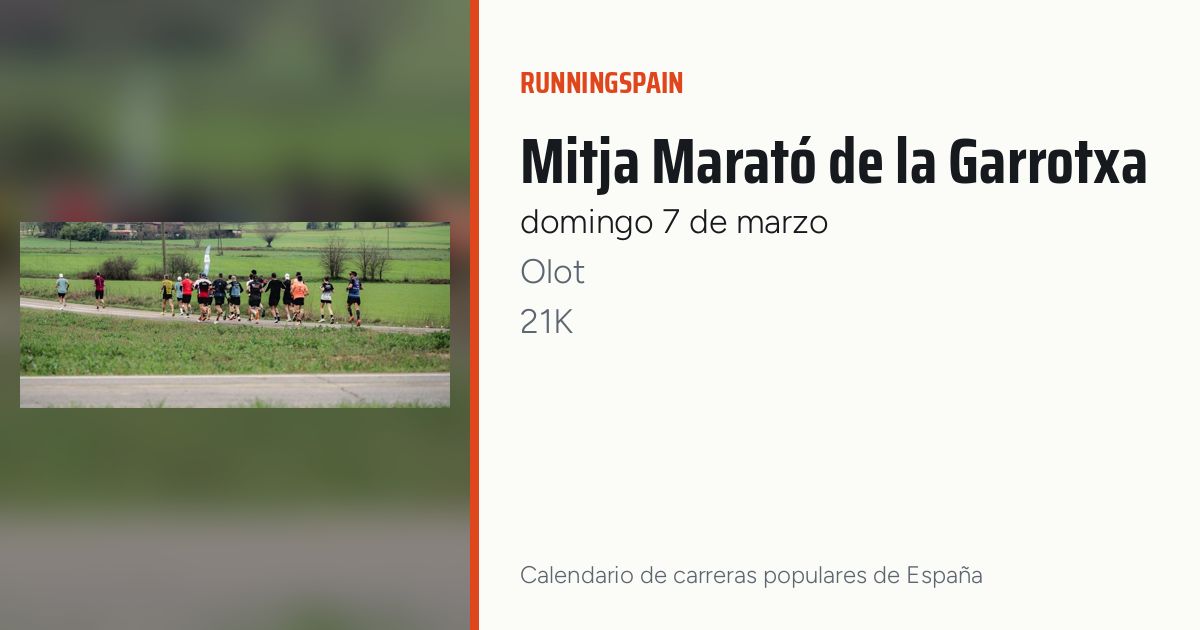 RUNNINGSPAIN
Mitja Marató de la Garrotxa
domingo 7 de marzo
Olot
21K
Calendario de carreras populares de España